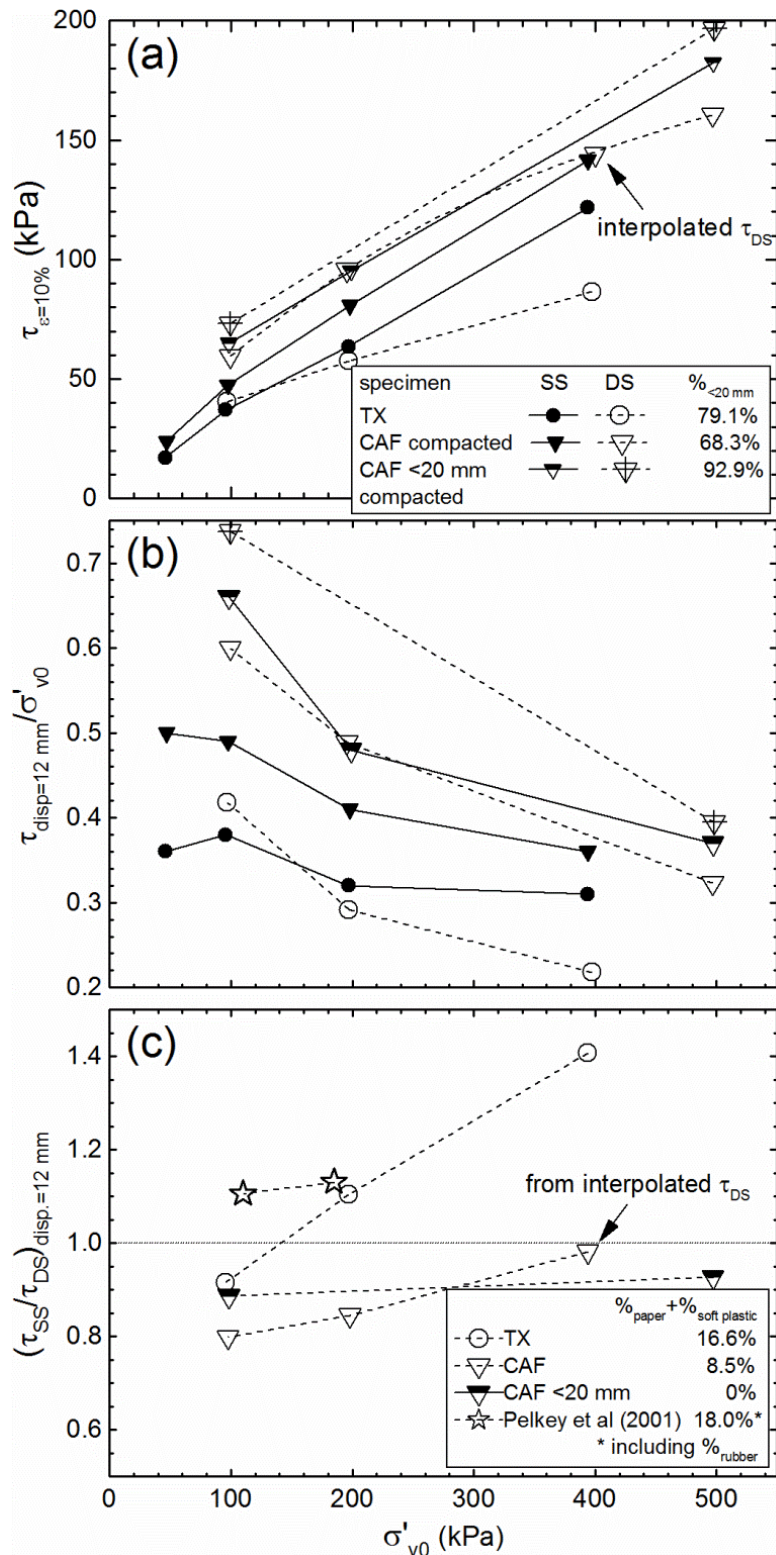 200
(a)
150
100
50
0
τε=10% (kPa)
interpolated τDS
specimen SS DS %<20 mm
TX 79.1%
CAF compacted 68.3%
CAF <20 mm 92.9%
compacted
(b)
0.7
0.6
0.5
0.4
0.3
0.2
τdisp=12 mm/σ'v0
(c)
1.4
1.2
1.0
0.8
0.6
(τSS/τDS)disp.=12 mm
from interpolated τDS
%paper+%soft plastic
TX 16.6%
CAF 8.5%
CAF <20 mm 0%
Pelkey et al (2001) 18.0%*
* including %rubber
0 100 200 300 400 500
σ'v0 (kPa)